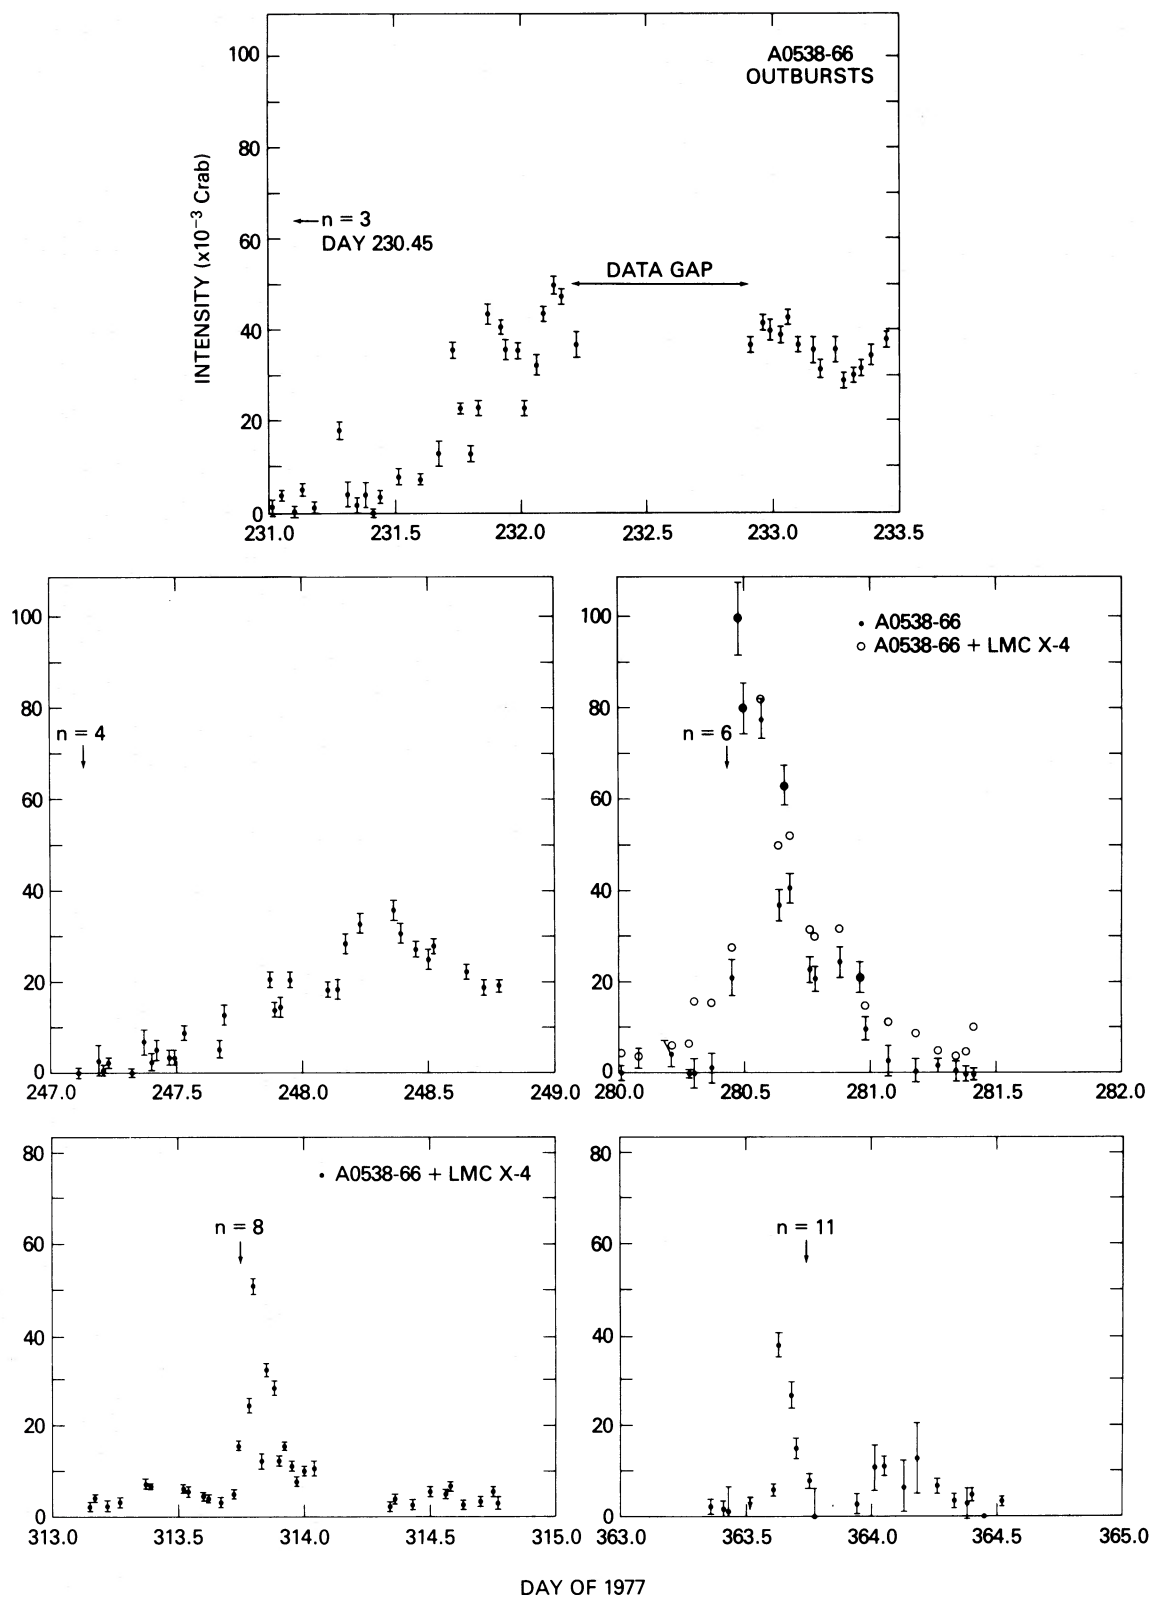 A0538-66
OUTBURSTS
INTENSITY (x10⁻³ Crab)
100
80
60
40
20
0
n = 3
DAY 230.45
DATA GAP
231.0 231.5 232.0 232.5 233.0 233.5
100
80
60
40
20
0
n = 4
247.0 247.5 248.0 248.5 249.0
100
80
60
40
20
0
• A0538-66
○ A0538-66 + LMC X-4
n = 6
280.0 280.5 281.0 281.5 282.0
80
60
40
20
0
• A0538-66 + LMC X-4
n = 8
313.0 313.5 314.0 314.5 315.0
80
60
40
20
0
n = 11
363.0 363.5 364.0 364.5 365.0
DAY OF 1977